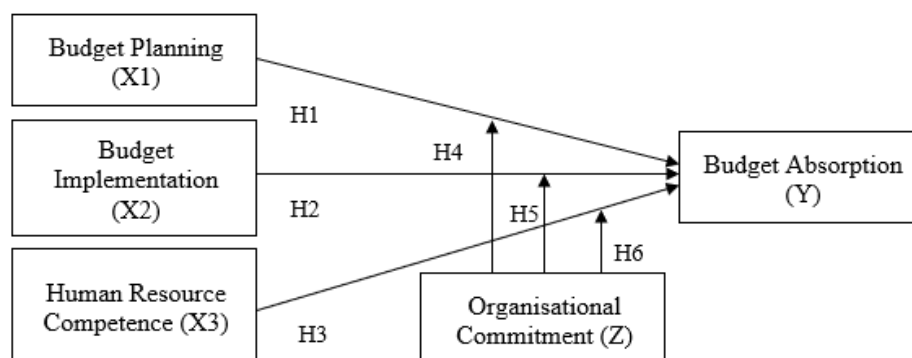 Budget Planning
(X1)
H1
H4
Budget
Implementation
(X2)
Budget Absorption
(Y)
H2
H5
H6
Human Resource
Competence (X3)
H3
Organisational
Commitment (Z)